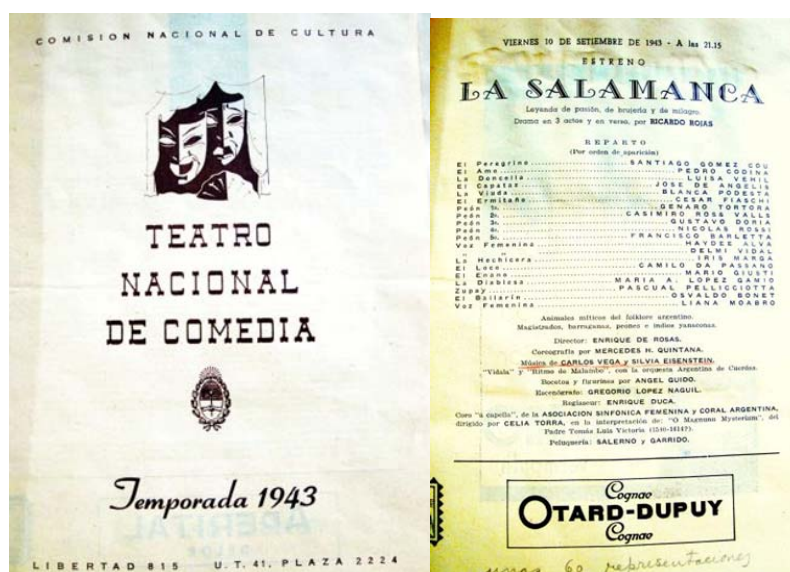 COMISION NACIONAL DE CULTURA
TEATRO
NACIONAL
DE COMEDIA
Temporada 1943
LIBERTAD 815 U.T. 41, PLAZA 2224
VIERNES 10 DE SETIEMBRE DE 1943 - A las 21.15
ESTRENO
LA SALAMANCA
Leyenda de pasión, de brujería y de milagro.
Drama en 3 actos y en verso, por RICARDO ROJAS
REPARTO
(Por orden de aparición)
El Peregrino SANTIAGO GOMEZ COU
El Amo PEDRO CODINA
La Doncella LUISA VEHIL
El Capataz JOSE DE ANGELIS
La Viuda BLANCA PODESTA
El Ermitaño CESAR FIASCHI
Peón 1o. GENARO TORTORA
Peón 2o. CASIMIRO ROSS VALLS
Peón 3o. GUSTAVO DORIA
Peón 4o. NICOLAS ROSSI
Peón 5o. FRANCISCO BARLETTA
Voz Femenina HAYDEE ALVA
" " DELMI VIDAL
La Hechicera IRIS MARGA
El Loco CAMILO DA PASSANO
El Enano MARIO GIUSTI
La Diablesa MARIA A. LOPEZ GAMIO
Zupay PASCUAL PELLICCIOTTA
El Bailarín OSVALDO BONET
Voz Femenina LIANA MOABRO
Animales míticos del folklore argentino.
Magistrados, barraganas, peones e indios yanaconas.
Director: ENRIQUE DE ROSAS.
Coreografía por MERCEDES H. QUINTANA.
Música de CARLOS VEGA y SILVIA EISENSTEIN.
"Vidala" y "Ritmo de Malambo", con la orquesta Argentina de Cuerdas.
Bocetos y figurines por ANGEL GUIDO.
Escenógrafo: GREGORIO LOPEZ NAGUIL.
Regisseur: ENRIQUE DUCA.
Coro "a capella", de la ASOCIACION SINFONICA FEMENINA y CORAL ARGENTINA,
dirigido por CELIA TORRA, en la interpretación de: "O Magnum Mysterium", del
Padre Tomás Luis Victoria (1540-1614?).
Peluquería: SALERNO y GARRIDO.
Cognac
OTARD-DUPUY
Cognac
60 representaciones